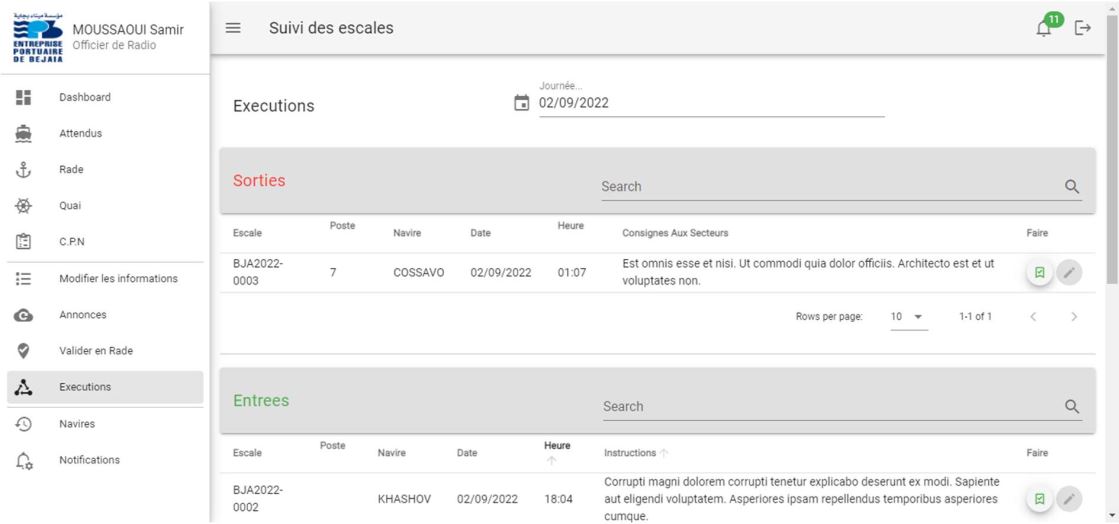 مؤسسة ميناء بجاية
ENTREPRISE
PORTUAIRE
DE BEJAIA
MOUSSAOUI Samir
Officier de Radio
Dashboard
Attendus
Rade
Quai
C.P.N
Modifier les informations
Annonces
Valider en Rade
Executions
Navires
Notifications
Suivi des escales
11
Executions
Journée...
02/09/2022
Sorties
Search
Escale Poste Navire Date Heure Consignes Aux Secteurs Faire
BJA2022-
0003
7 COSSAVO 02/09/2022 01:07
Est omnis esse et nisi. Ut commodi quia dolor officiis. Architecto est et ut
voluptates non.
Rows per page: 10 1-1 of 1
Entrees
Search
Escale Poste Navire Date Heure Instructions Faire
BJA2022-
0002
KHASHOV 02/09/2022 18:04
Corrupti magni dolorem corrupti tenetur explicabo deserunt ex modi. Sapiente
aut eligendi voluptatem. Asperiores ipsam repellendus temporibus asperiores
cumque.